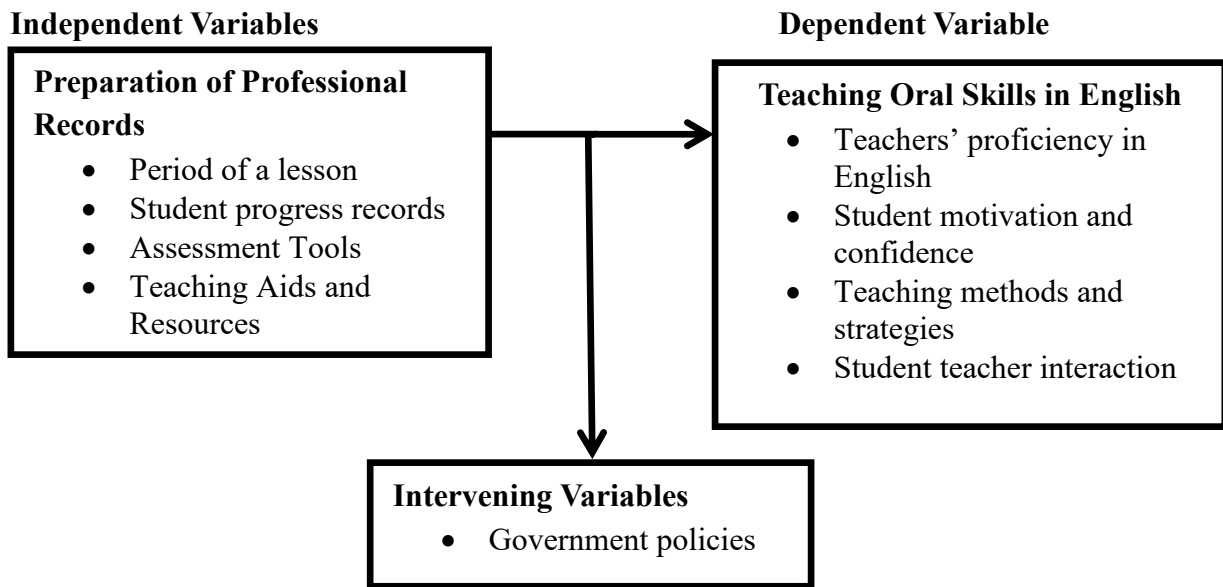 Independent Variables
Preparation of Professional
Records
• Period of a lesson
• Student progress records
• Assessment Tools
• Teaching Aids and
Resources
Dependent Variable
Teaching Oral Skills in English
• Teachers’ proficiency in
English
• Student motivation and
confidence
• Teaching methods and
strategies
• Student teacher interaction
Intervening Variables
• Government policies